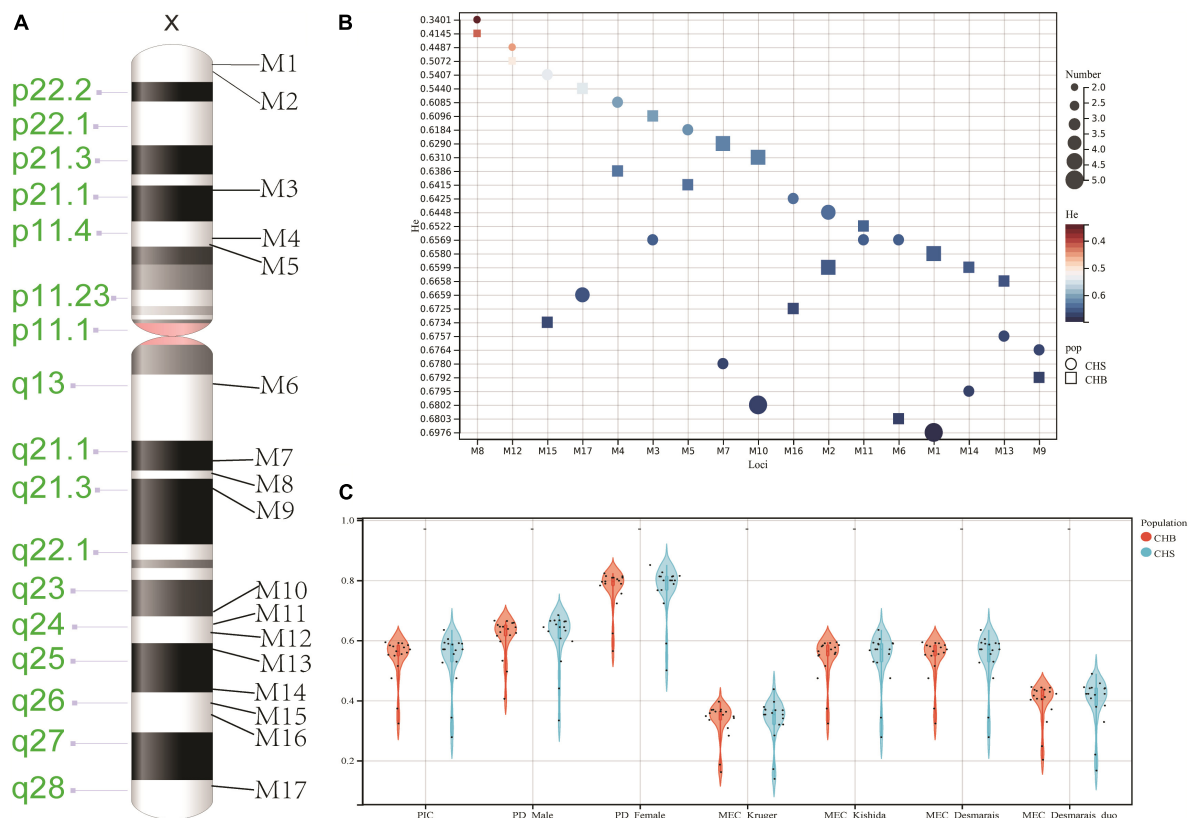 A
X
p22.2
p22.1
p21.3
p21.1
p11.4
p11.23
p11.1
q13
q21.1
q21.3
q22.1
q23
q24
q25
q26
q27
q28
M1
M2
M3
M4
M5
M6
M7
M8
M9
M10
M11
M12
M13
M14
M15
M16
M17
B
He
0.3401
0.4145
0.4487
0.5072
0.5407
0.5440
0.6085
0.6096
0.6184
0.6290
0.6310
0.6386
0.6415
0.6425
0.6448
0.6522
0.6569
0.6580
0.6599
0.6658
0.6659
0.6725
0.6734
0.6757
0.6764
0.6780
0.6792
0.6795
0.6802
0.6803
0.6976
M8 M12 M15 M17 M4 M3 M5 M7 M10 M16 M2 M11 M6 M1 M14 M13 M9
Loci
Number
2.0
2.5
3.0
3.5
4.0
4.5
5.0
He
0.4
0.5
0.6
pop
CHS
CHB
C
1.0
0.8
0.6
0.4
0.2
PIC PD_Male PD_Female MEC_Kruger MEC_Kishida MEC_Desmarais MEC_Desmarais_duo
Population
CHB
CHS